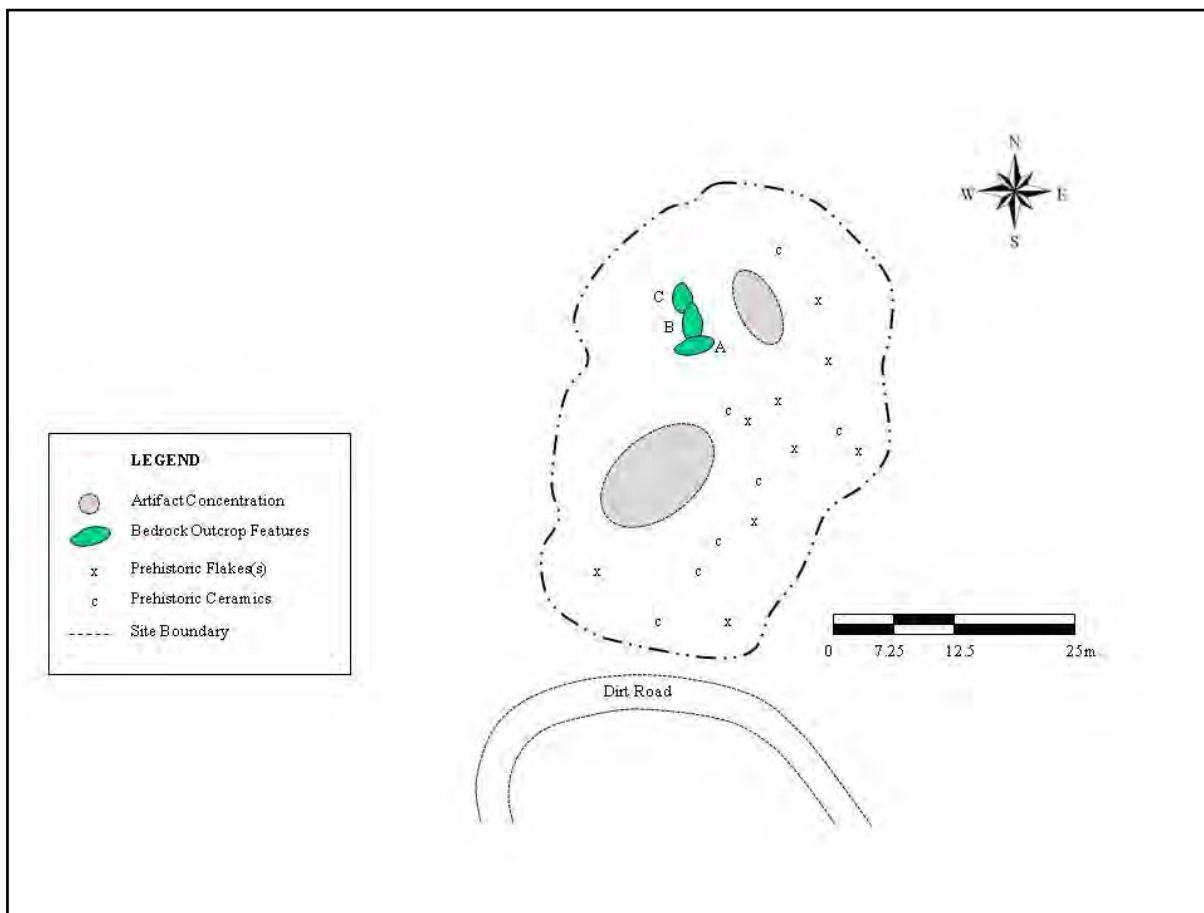 N
W E
S
c
C
x
B
A
x
x
c
x
c
x
x
c
x
c
x
c
c
x
LEGEND
Artifact Concentration
Bedrock Outcrop Features
x Prehistoric Flakes(s)
c Prehistoric Ceramics
Site Boundary
0 7.25 12.5 25m
Dirt Road